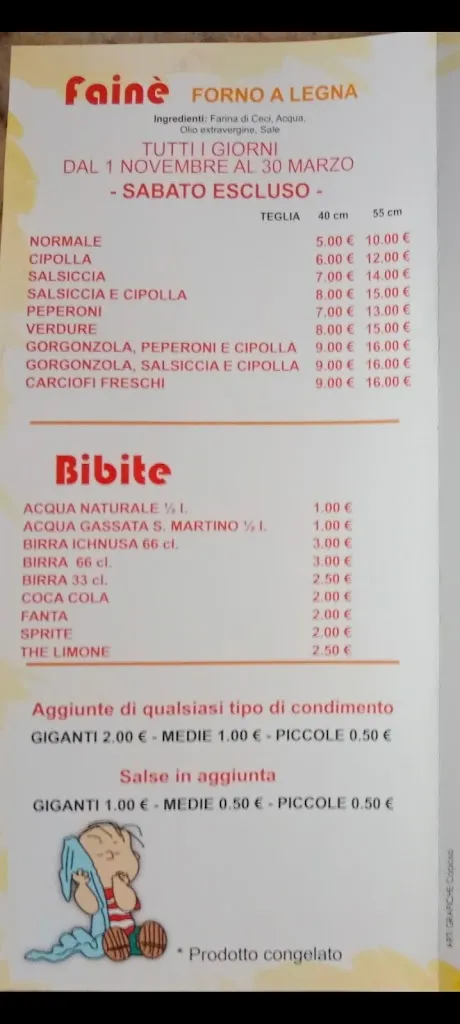 Fainè FORNO A LEGNA
Ingredienti: Farina di Ceci, Acqua,
Olio extravergine, Sale
TUTTI I GIORNI
DAL 1 NOVEMBRE AL 30 MARZO
- SABATO ESCLUSO -
TEGLIA 40 cm 55 cm
NORMALE 5.00 € 10.00 €
CIPOLLA 6.00 € 12.00 €
SALSICCIA 7.00 € 14.00 €
SALSICCIA E CIPOLLA 8.00 € 15.00 €
PEPERONI 7.00 € 13.00 €
VERDURE 8.00 € 15.00 €
GORGONZOLA, PEPERONI E CIPOLLA 9.00 € 16.00 €
GORGONZOLA, SALSICCIA E CIPOLLA 9.00 € 16.00 €
CARCIOFI FRESCHI 9.00 € 16.00 €
Bibite
ACQUA NATURALE ½ l. 1.00 €
ACQUA GASSATA S. MARTINO ½ l. 1.00 €
BIRRA ICHNUSA 66 cl. 3.00 €
BIRRA 66 cl. 3.00 €
BIRRA 33 cl. 2.50 €
COCA COLA 2.00 €
FANTA 2.00 €
SPRITE 2.00 €
THE LIMONE 2.50 €
Aggiunte di qualsiasi tipo di condimento
GIGANTI 2.00 € - MEDIE 1.00 € - PICCOLE 0.50 €
Salse in aggiunta
GIGANTI 1.00 € - MEDIE 0.50 € - PICCOLE 0.50 €
* Prodotto congelato
ARTI GRAFICHE